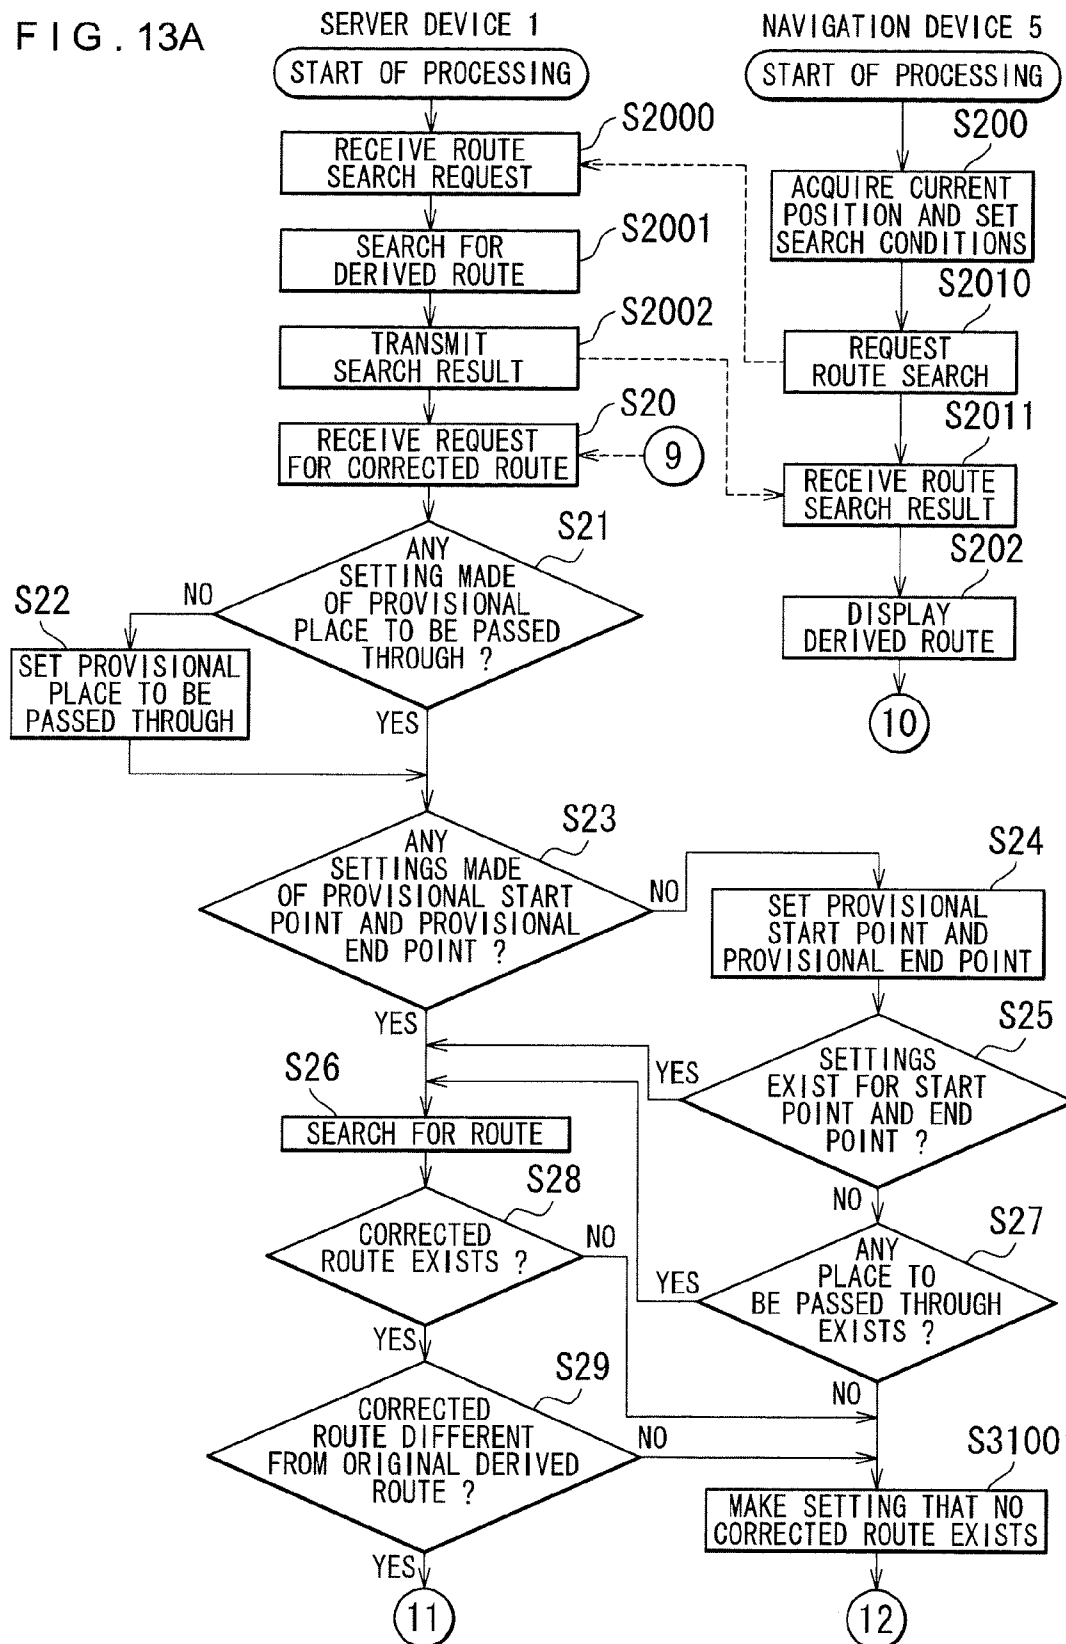 FIG. 13A
SERVER DEVICE 1
START OF PROCESSING
S2000
RECEIVE ROUTE
SEARCH REQUEST
S2001
SEARCH FOR
DERIVED ROUTE
S2002
TRANSMIT
SEARCH RESULT
S20
RECEIVE REQUEST
FOR CORRECTED ROUTE
9
NAVIGATION DEVICE 5
START OF PROCESSING
S200
ACQUIRE CURRENT
POSITION AND SET
SEARCH CONDITIONS
S2010
REQUEST
ROUTE SEARCH
S2011
RECEIVE ROUTE
SEARCH RESULT
S202
DISPLAY
DERIVED ROUTE
10
S21
ANY
SETTING MADE
OF PROVISIONAL
PLACE TO BE PASSED
THROUGH ?
NO
YES
S22
SET PROVISIONAL
PLACE TO BE
PASSED THROUGH
S23
ANY
SETTINGS MADE
OF PROVISIONAL START
POINT AND PROVISIONAL
END POINT ?
NO
YES
S24
SET PROVISIONAL
START POINT AND
PROVISIONAL END POINT
S25
SETTINGS
EXIST FOR START
POINT AND END
POINT ?
YES
NO
S26
SEARCH FOR ROUTE
S28
CORRECTED
ROUTE EXISTS ?
NO
YES
S27
ANY
PLACE TO
BE PASSED THROUGH
EXISTS ?
YES
NO
S29
CORRECTED
ROUTE DIFFERENT
FROM ORIGINAL DERIVED
ROUTE ?
NO
YES
S3100
MAKE SETTING THAT NO
CORRECTED ROUTE EXISTS
11
12